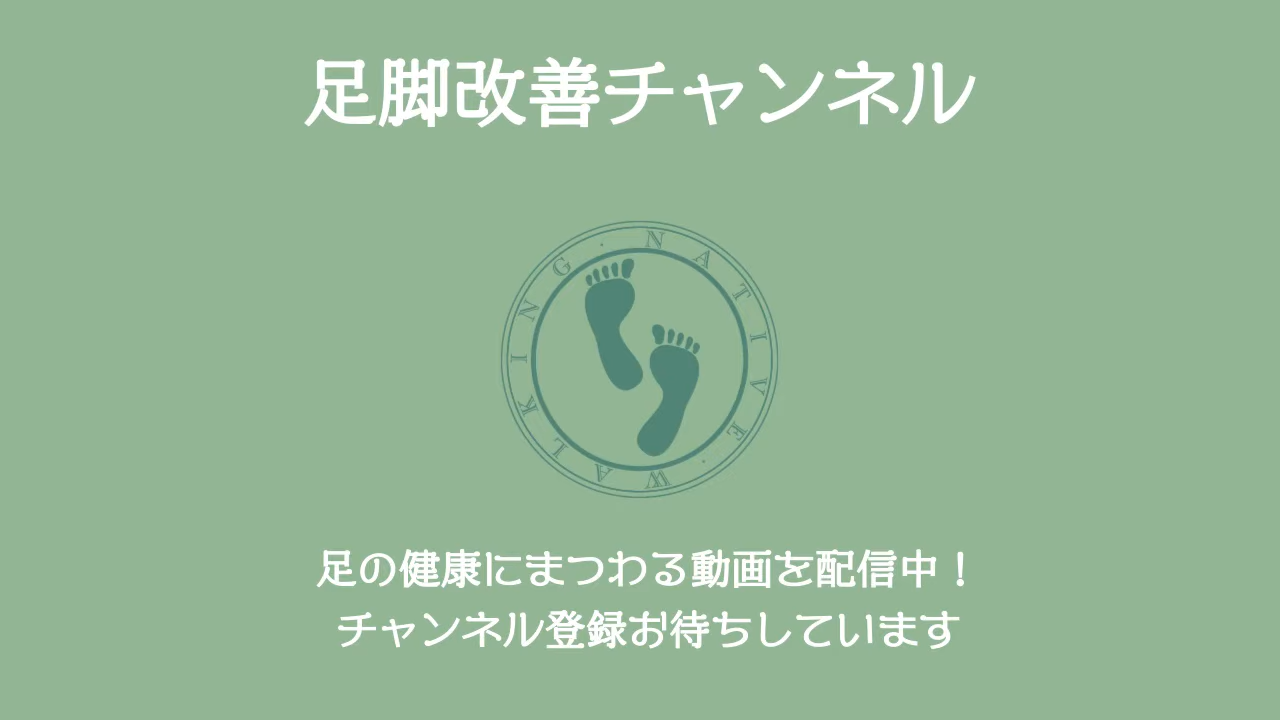 足脚改善チャンネル
NATIVE・WALKING・
足の健康にまつわる動画を配信中！
チャンネル登録お待ちしています